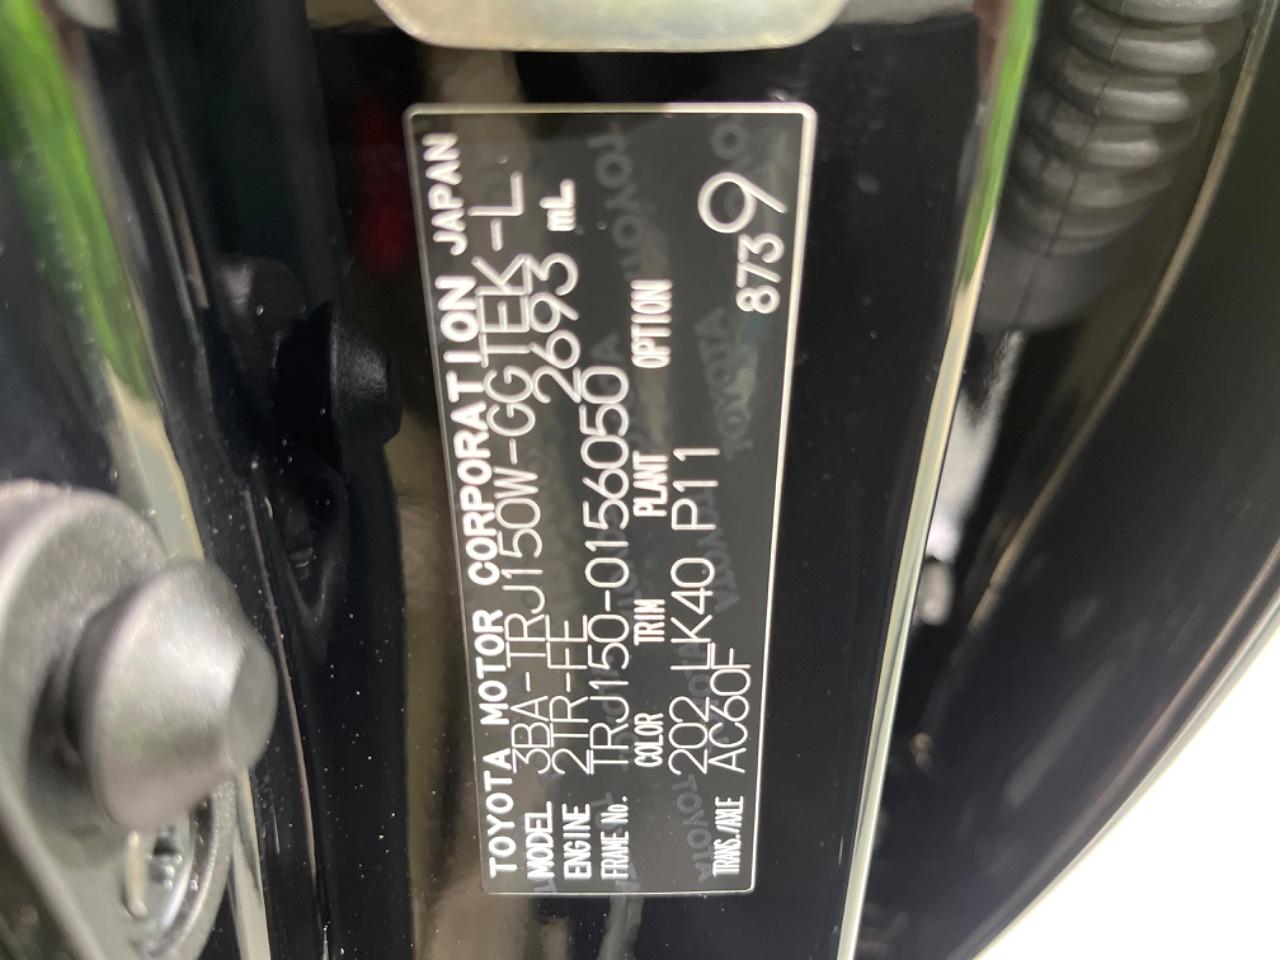 TOYOTA MOTOR CORPORATION JAPAN
MODEL 3BA-TRJ150W-GGTEK-L
ENGINE 2TR-FE 2693 mL
FRAME No. TRJ150-0156050
COLOR TRIM PLANT OPTION
202 LK40 P11
TRANS./AXLE AC60F
8739